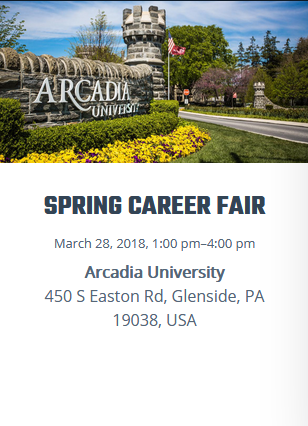 ARCADIA
UNIVERSITY
SPRING CAREER FAIR
March 28, 2018, 1:00 pm–4:00 pm
Arcadia University
450 S Easton Rd, Glenside, PA
19038, USA